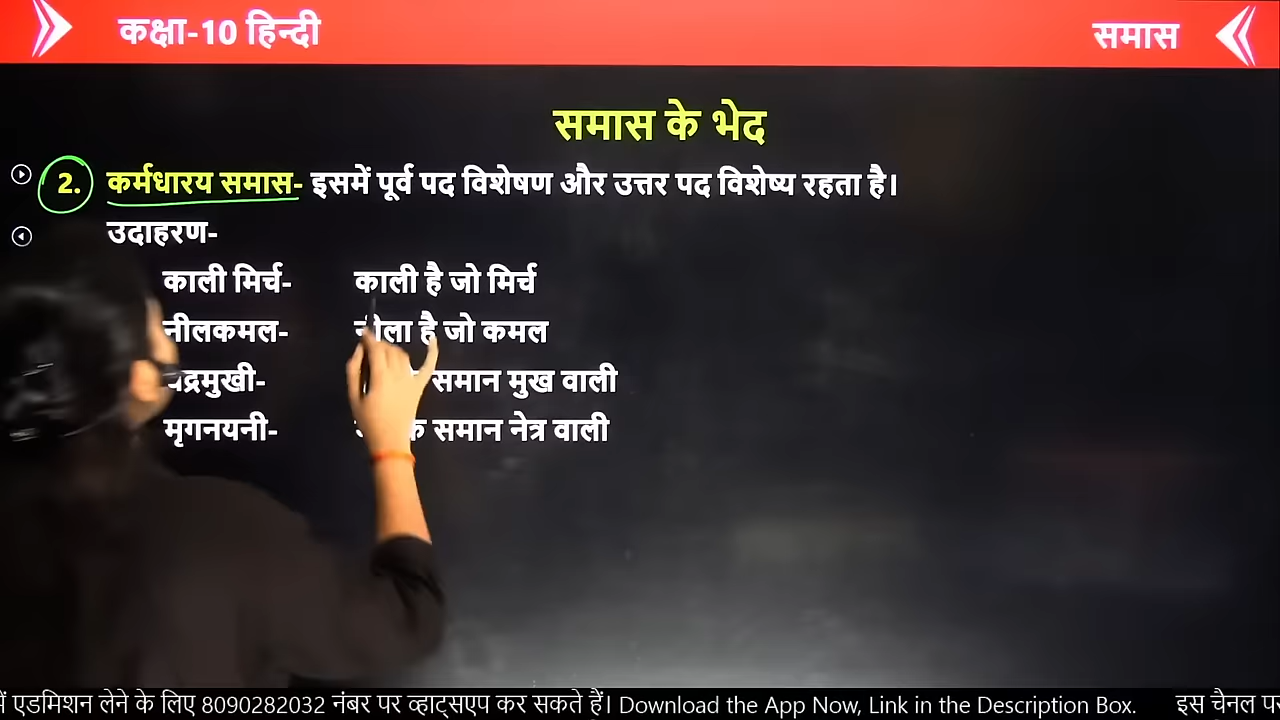 कक्षा-10 हिन्दी
समास
समास के भेद
2. कर्मधारय समास- इसमें पूर्व पद विशेषण और उत्तर पद विशेष्य रहता है।
उदाहरण-
काली मिर्च- काली है जो मिर्च
नीलकमल- नीला है जो कमल
समान मुख वाली
मृगनयनी- समान नेत्र वाली
एडमिशन लेने के लिए 8090282032 नंबर पर व्हाट्सएप कर सकते हैं। Download the App Now, Link in the Description Box. इस चैनल